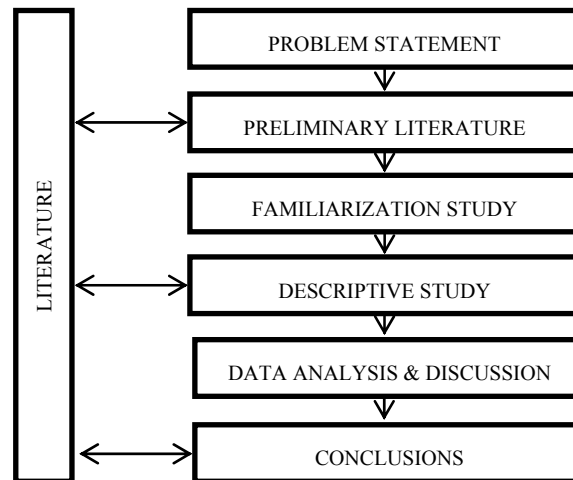 PROBLEM STATEMENT
PRELIMINARY LITERATURE
FAMILIARIZATION STUDY
LITERATURE
DESCRIPTIVE STUDY
DATA ANALYSIS & DISCUSSION
CONCLUSIONS